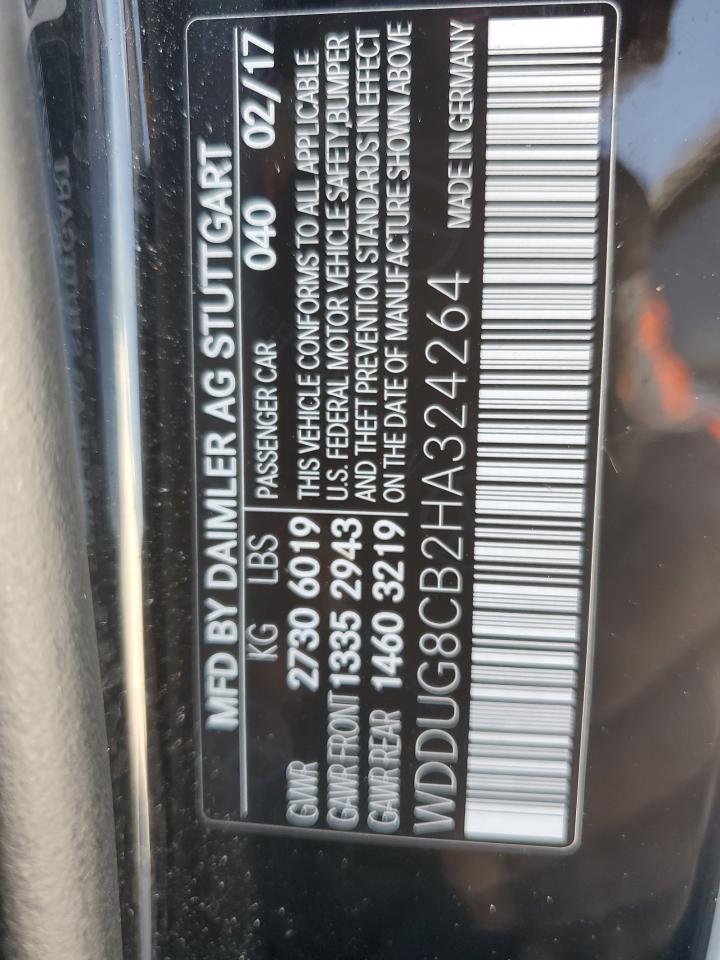 MFD BY DAIMLER AG STUTTGART
KG LBS PASSENGER CAR 040 02/17
GWR 2730 6019 THIS VEHICLE CONFORMS TO ALL APPLICABLE
GAWR FRONT 1335 2943 U.S. FEDERAL MOTOR VEHICLE SAFETY,BUMPER
GAWR REAR 1460 3219 AND THEFT PREVENTION STANDARDS IN EFFECT
ON THE DATE OF MANUFACTURE SHOWN ABOVE
WDDUG8CB2HA324264 MADE IN GERMANY